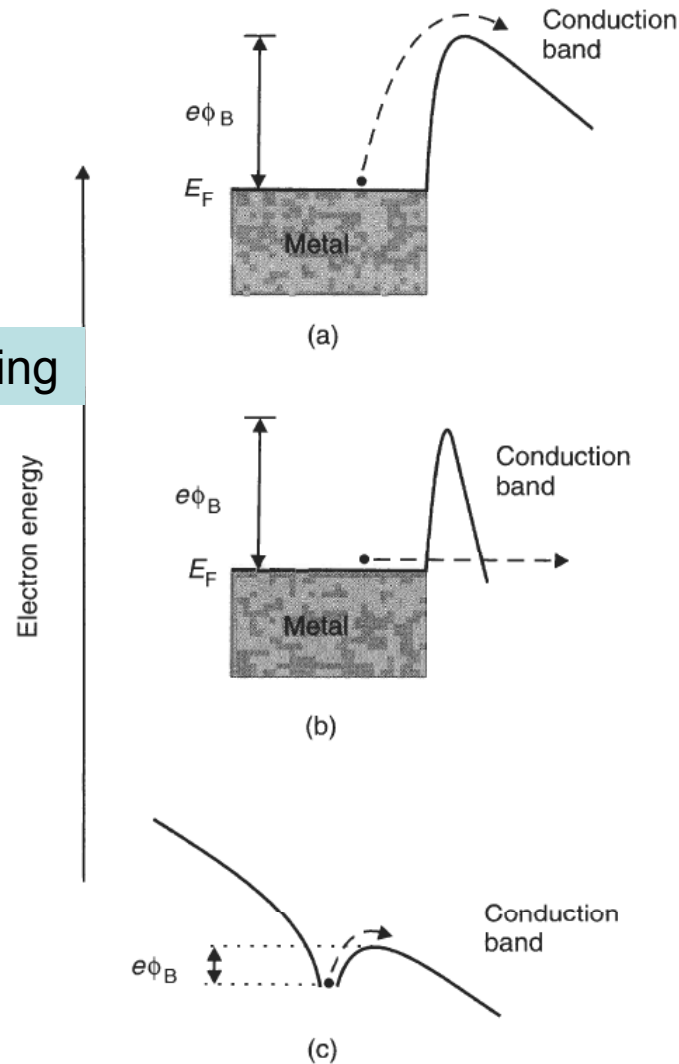 Conduction
band
eϕB
EF
Metal
(a)
ing
Electron energy
Conduction
band
eϕB
EF
Metal
(b)
Conduction
band
eϕB
(c)